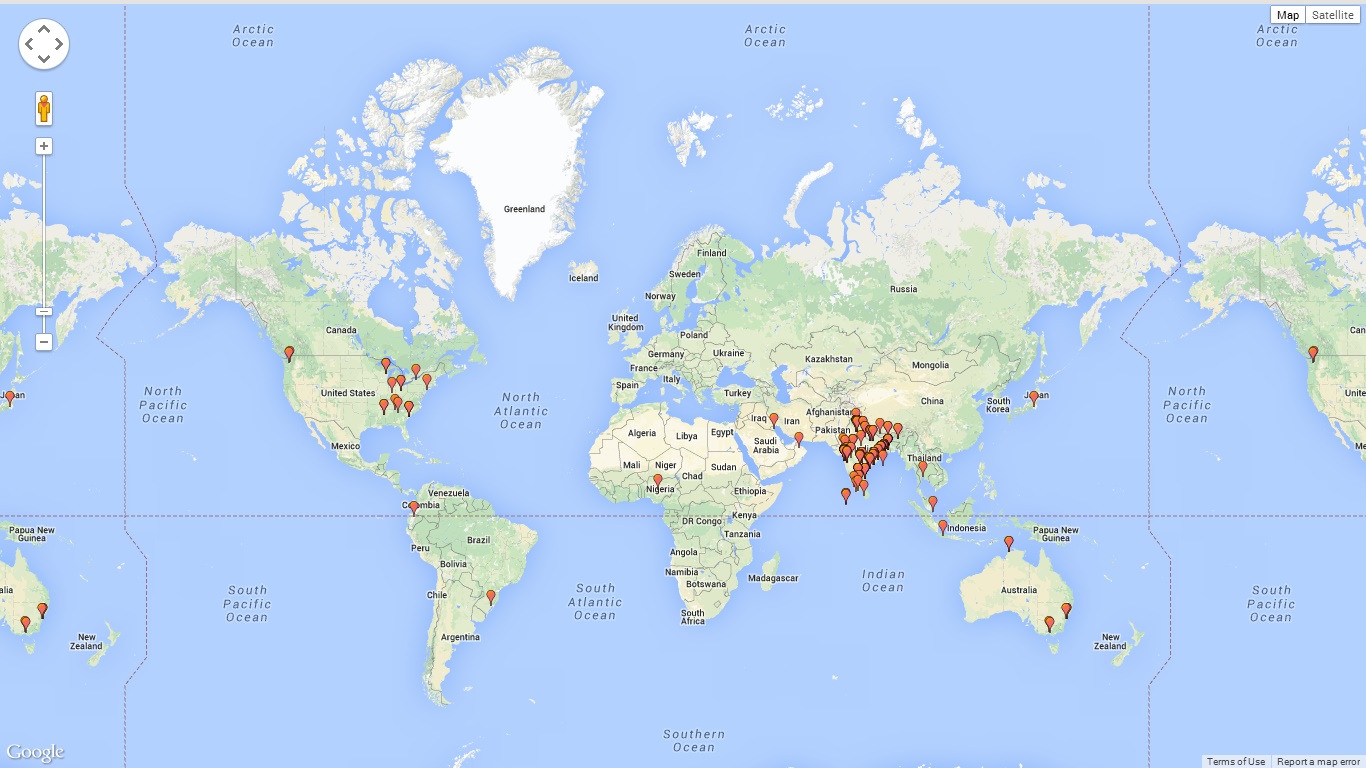 Map Satellite
Arctic
Ocean
Arctic
Ocean
Arctic
Ocean
Greenland
Iceland
Finland
Sweden
Norway
Russia
United
Kingdom
Canada
Can
Poland
Germany
Ukraine
Kazakhstan
Mongolia
France
Italy
Spain
Turkey
United States
Unite
North
Pacific
Ocean
North
Atlantic
Ocean
North
Pacific
Ocean
China
South
Korea
Japan
Afghanistan
Iraq
Iran
Pakistan
Algeria
Libya
Egypt
Saudi
Arabia
Mexico
Me
Mali
Niger
Chad
Sudan
Thailand
Nigeria
Ethiopia
Venezuela
Colombia
DR Congo
Kenya
Tanzania
Indonesia
Papua New
Guinea
Papua New
Guinea
Brazil
Peru
Bolivia
Angola
Namibia
Botswana
Madagascar
Indian
Ocean
Australia
alia
Chile
South
Pacific
Ocean
South
Atlantic
Ocean
South
Africa
South
Pacific
Ocean
Argentina
New
Zealand
New
Zealand
Southern
Ocean
Google
Terms of Use Report a map error